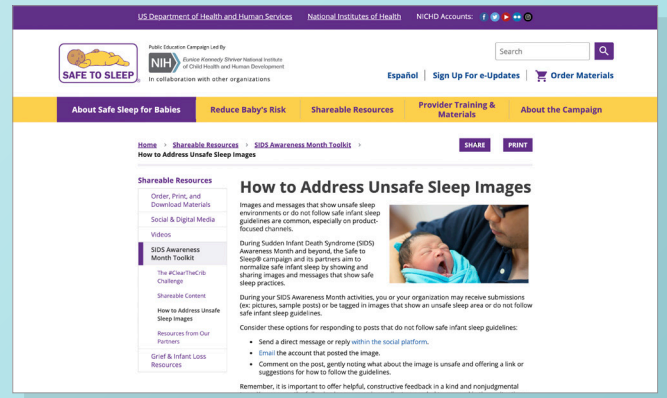 US Department of Health and Human Services National Institutes of Health NICHD Accounts:
Public Education Campaign Led By
NIH
Eunice Kennedy Shriver National Institute
of Child Health and Human Development
In collaboration with other organizations
SAFE TO SLEEP
Search
Español | Sign Up For e-Updates | Order Materials
About Safe Sleep for Babies
Reduce Baby's Risk
Shareable Resources
Provider Training &
Materials
About the Campaign
Home > Shareable Resources > SIDS Awareness Month Toolkit >
How to Address Unsafe Sleep Images
SHARE
PRINT
Shareable Resources
Order, Print, and
Download Materials
Social & Digital Media
Videos
SIDS Awareness
Month Toolkit
The #ClearTheCrib
Challenge
Shareable Content
How to Address Unsafe
Sleep Images
Resources from Our
Partners
Grief & Infant Loss
Resources
How to Address Unsafe Sleep Images
Images and messages that show unsafe sleep
environments or do not follow safe infant sleep
guidelines are common, especially on product-
focused channels.
During Sudden Infant Death Syndrome (SIDS)
Awareness Month and beyond, the Safe to
Sleep® campaign and its partners aim to
normalize safe infant sleep by showing and
sharing images and messages that show safe
sleep practices.
During your SIDS Awareness Month activities, you or your organization may receive submissions
(ex: pictures, sample posts) or be tagged in images that show an unsafe sleep area or do not follow
safe infant sleep guidelines.
Consider these options for responding to posts that do not follow safe infant sleep guidelines:
• Send a direct message or reply within the social platform.
• Email the account that posted the image.
• Comment on the post, gently noting what about the image is unsafe and offering a link or
suggestions for how to follow the guidelines.
Remember, it is important to offer helpful, constructive feedback in a kind and nonjudgmental